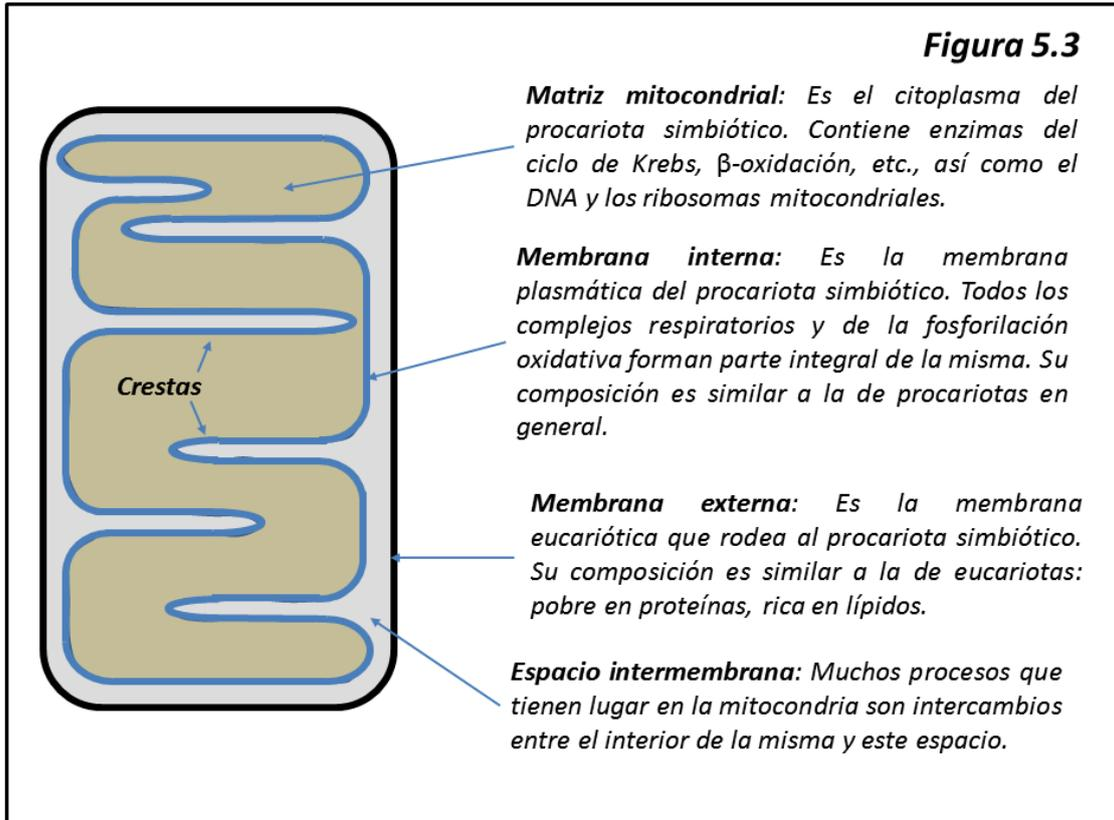 Figura 5.3
Matriz mitocondrial: Es el citoplasma del
procariota simbiótico. Contiene enzimas del
ciclo de Krebs, β-oxidación, etc., así como el
DNA y los ribosomas mitocondriales.
Membrana interna: Es la membrana
plasmática del procariota simbiótico. Todos los
complejos respiratorios y de la fosforilación
oxidativa forman parte integral de la misma. Su
composición es similar a la de procariotas en
general.
Crestas
Membrana externa: Es la membrana
eucariótica que rodea al procariota simbiótico.
Su composición es similar a la de eucariotas:
pobre en proteínas, rica en lípidos.
Espacio intermembrana: Muchos procesos que
tienen lugar en la mitocondria son intercambios
entre el interior de la misma y este espacio.